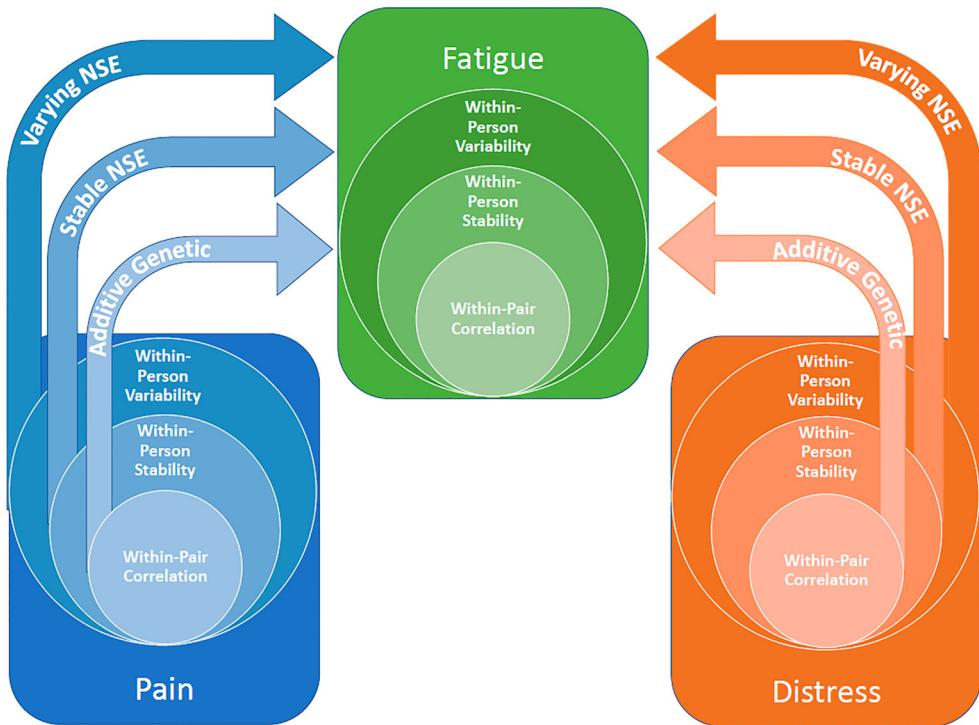 Fatigue
Within-
Person
Variability
Within-
Person
Stability
Within-Pair
Correlation
Varying NSE
Stable NSE
Additive Genetic
Within-
Person
Variability
Within-
Person
Stability
Within-Pair
Correlation
Pain
Varying NSE
Stable NSE
Additive Genetic
Within-
Person
Variability
Within-
Person
Stability
Within-Pair
Correlation
Distress